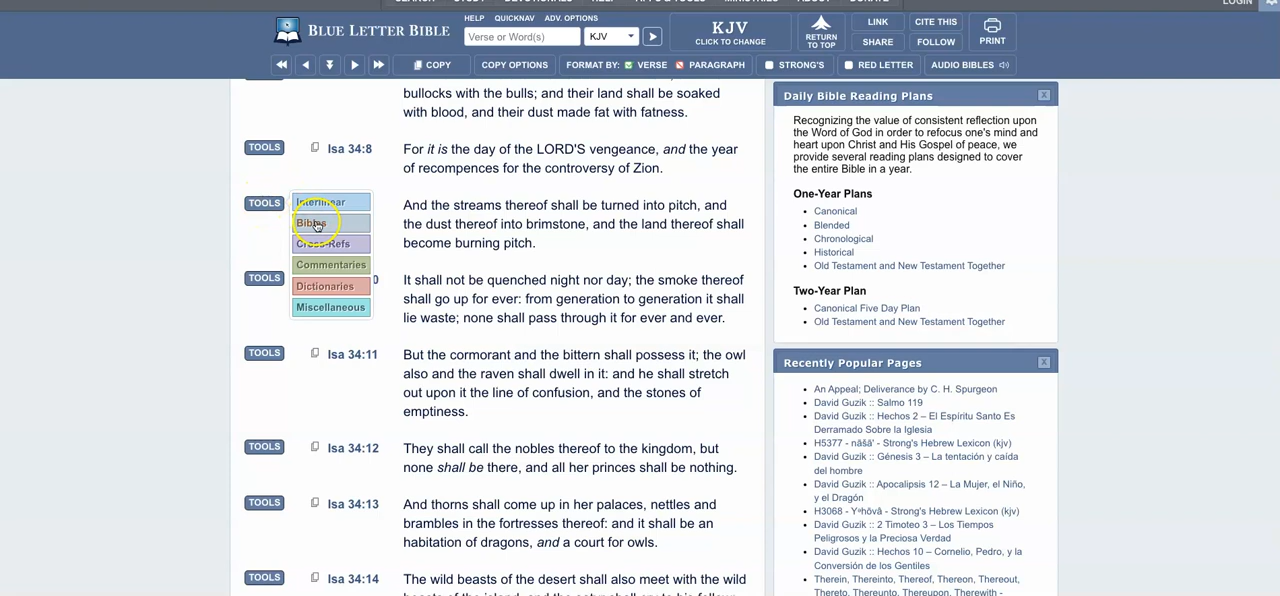 LOGIN
BLUE LETTER BIBLE
HELP QUICKNAV ADV. OPTIONS
Verse or Word(s) KJV
KJV
CLICK TO CHANGE
RETURN
TO TOP
LINK CITE THIS
SHARE FOLLOW
PRINT
COPY COPY OPTIONS FORMAT BY: VERSE PARAGRAPH STRONG'S RED LETTER AUDIO BIBLES
bullocks with the bulls; and their land shall be soaked
with blood, and their dust made fat with fatness.
TOOLS Isa 34:8 For it is the day of the LORD'S vengeance, and the year
of recompences for the controversy of Zion.
TOOLS And the streams thereof shall be turned into pitch, and
the dust thereof into brimstone, and the land thereof shall
become burning pitch.
Interlinear
Bibles
Cross-Refs
Commentaries
Dictionaries
Miscellaneous
TOOLS 0 It shall not be quenched night nor day; the smoke thereof
shall go up for ever: from generation to generation it shall
lie waste; none shall pass through it for ever and ever.
TOOLS Isa 34:11 But the cormorant and the bittern shall possess it; the owl
also and the raven shall dwell in it: and he shall stretch
out upon it the line of confusion, and the stones of
emptiness.
TOOLS Isa 34:12 They shall call the nobles thereof to the kingdom, but
none shall be there, and all her princes shall be nothing.
TOOLS Isa 34:13 And thorns shall come up in her palaces, nettles and
brambles in the fortresses thereof: and it shall be an
habitation of dragons, and a court for owls.
TOOLS Isa 34:14 The wild beasts of the desert shall also meet with the wild
Daily Bible Reading Plans X
Recognizing the value of consistent reflection upon
the Word of God in order to refocus one's mind and
heart upon Christ and His Gospel of peace, we
provide several reading plans designed to cover
the entire Bible in a year.
One-Year Plans
Canonical
Blended
Chronological
Historical
Old Testament and New Testament Together
Two-Year Plan
Canonical Five Day Plan
Old Testament and New Testament Together
Recently Popular Pages X
An Appeal; Deliverance by C. H. Spurgeon
David Guzik :: Salmo 119
David Guzik :: Hechos 2 – El Espíritu Santo Es
Derramado Sobre la Iglesia
H5377 - nāšā' - Strong's Hebrew Lexicon (kjv)
David Guzik :: Génesis 3 – La tentación y caída
del hombre
David Guzik :: Apocalipsis 12 – La Mujer, el Niño,
y el Dragón
H3068 - Yᵊhōvâ - Strong's Hebrew Lexicon (kjv)
David Guzik :: 2 Timoteo 3 – Los Tiempos
Peligrosos y la Preciosa Verdad
David Guzik :: Hechos 10 – Cornelio, Pedro, y la
Conversión de los Gentiles
Therein, Thereinto, Thereof, Thereon, Thereout,
Thereto, Thereunto, Thereupon, Therewith -